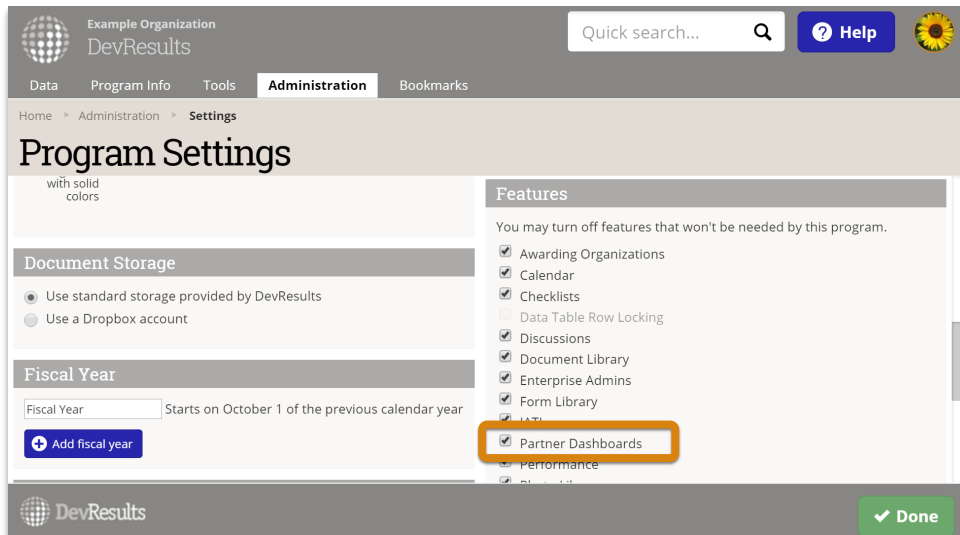 Example Organization
DevResults
Quick search...
? Help
Data Program Info Tools Administration Bookmarks
Home Administration Settings
Program Settings
with solid
colors
Document Storage
Use standard storage provided by DevResults
Use a Dropbox account
Fiscal Year
Fiscal Year Starts on October 1 of the previous calendar year
Add fiscal year
Features
You may turn off features that won't be needed by this program.
Awarding Organizations
Calendar
Checklists
Data Table Row Locking
Discussions
Document Library
Enterprise Admins
Form Library
Partner Dashboards
Performance
DevResults
Done